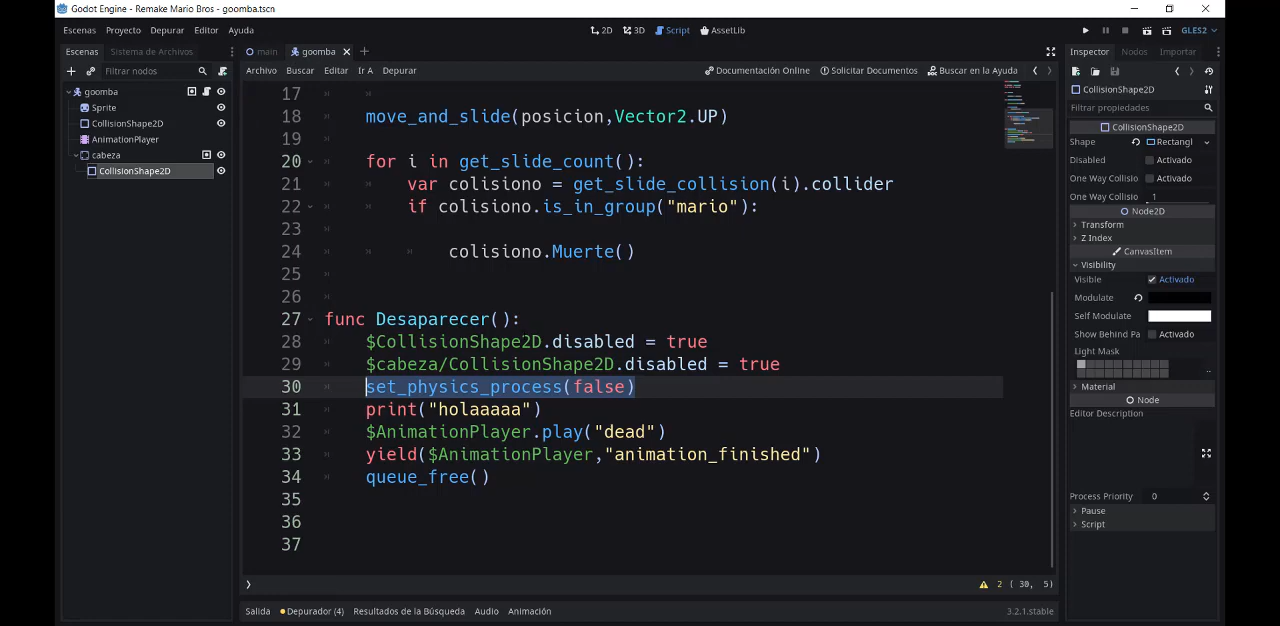 Godot Engine - Remake Mario Bros - goomba.tscn
Escenas Proyecto Depurar Editor Ayuda
2D 3D Script AssetLib
GLES2
Escenas Sistema de Archivos
main goomba
Inspector Nodos Importar
Filtrar nodos
Archivo Buscar Editar Ir A Depurar
Documentación Online Solicitar Documentos Buscar en la Ayuda
goomba
Sprite
CollisionShape2D
AnimationPlayer
cabeza
CollisionShape2D
17
18 move_and_slide(posicion,Vector2.UP)
19
20 for i in get_slide_count():
21 var colisiono = get_slide_collision(i).collider
22 if colisiono.is_in_group("mario"):
23
24 colisiono.Muerte()
25
26
27 func Desaparecer():
28 $CollisionShape2D.disabled = true
29 $cabeza/CollisionShape2D.disabled = true
30 set_physics_process(false)
31 print("holaaaaa")
32 $AnimationPlayer.play("dead")
33 yield($AnimationPlayer,"animation_finished")
34 queue_free()
35
36
37
2 ( 30, 5)
CollisionShape2D
Filtrar propiedades
CollisionShape2D
Shape Rectangl
Disabled Activado
One Way Collisio Activado
One Way Collisio 1
Node2D
Transform
Z Index
CanvasItem
Visibility
Visible Activado
Modulate
Self Modulate
Show Behind Pa Activado
Light Mask
..
Material
Node
Editor Description
Process Priority 0
Pause
Script
Salida Depurador (4) Resultados de la Búsqueda Audio Animación
3.2.1.stable